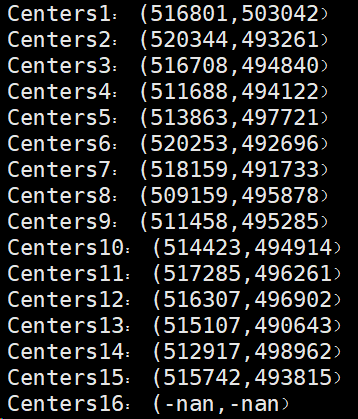 Centers1： (516801,503042）
Centers2： (520344,493261）
Centers3： (516708,494840）
Centers4： (511688,494122）
Centers5： (513863,497721）
Centers6： (520253,492696）
Centers7： (518159,491733）
Centers8： (509159,495878）
Centers9： (511458,495285）
Centers10： (514423,494914）
Centers11： (517285,496261）
Centers12： (516307,496902）
Centers13： (515107,490643）
Centers14： (512917,498962）
Centers15： (515742,493815）
Centers16： (-nan,-nan）